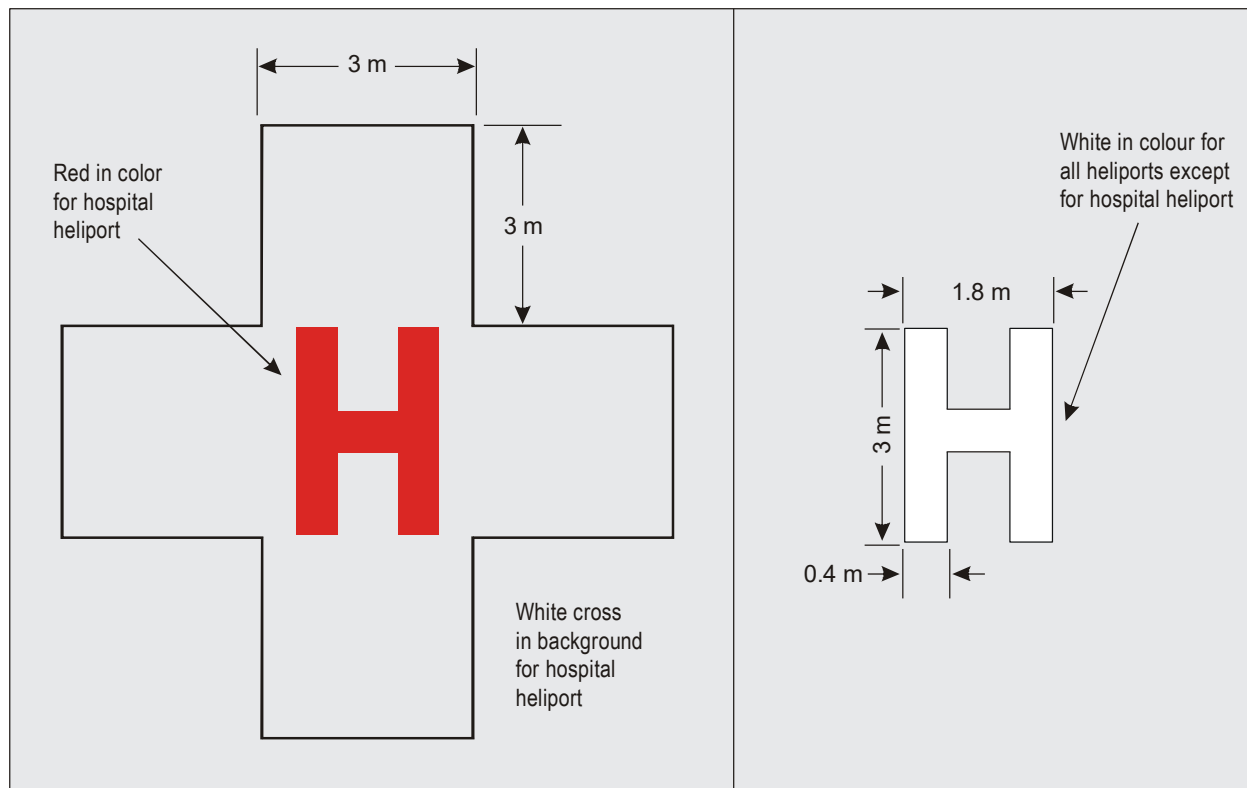 3 m
Red in color
for hospital
heliport
3 m
H
White cross
in background
for hospital
heliport
White in colour for
all heliports except
for hospital heliport
1.8 m
3 m
H
0.4 m